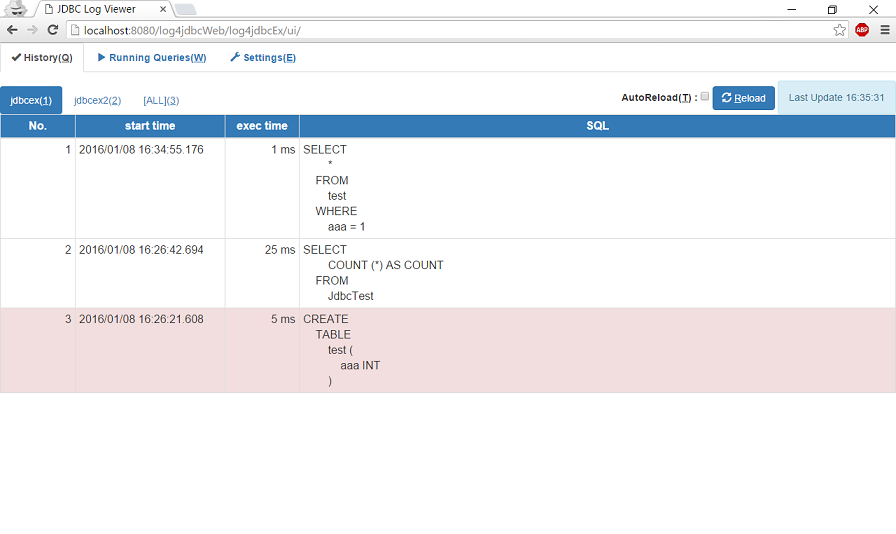 JDBC Log Viewer
localhost:8080/log4jdbcWeb/log4jdbcEx/ui/
ABP
History(Q) Running Queries(W) Settings(E)
jdbcex(1) jdbcex2(2) [ALL](3) AutoReload(T) : Reload Last Update 16:35:31
No. start time exec time SQL
1 2016/01/08 16:34:55.176 1 ms SELECT
*
FROM
test
WHERE
aaa = 1
2 2016/01/08 16:26:42.694 25 ms SELECT
COUNT (*) AS COUNT
FROM
JdbcTest
3 2016/01/08 16:26:21.608 5 ms CREATE
TABLE
test (
aaa INT
)